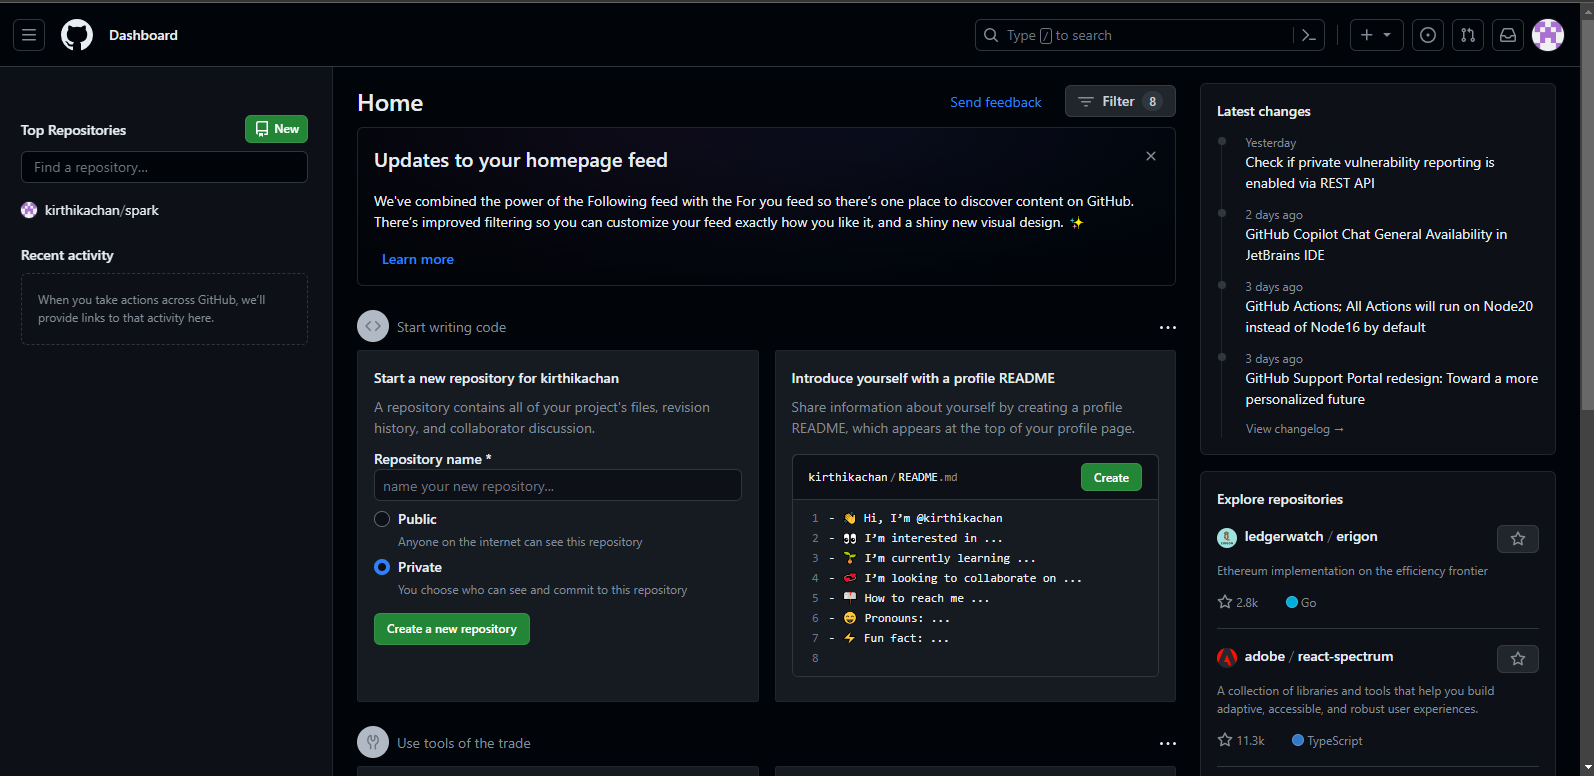 Dashboard
Type / to search
Top Repositories
New
Find a repository...
kirthikachan/spark
Recent activity
When you take actions across GitHub, we'll
provide links to that activity here.
Home
Send feedback
Filter 8
Updates to your homepage feed
We've combined the power of the Following feed with the For you feed so there's one place to discover content on GitHub.
There's improved filtering so you can customize your feed exactly how you like it, and a shiny new visual design. ✨
Learn more
Start writing code
Start a new repository for kirthikachan
A repository contains all of your project's files, revision
history, and collaborator discussion.
Repository name *
name your new repository...
Public
Anyone on the internet can see this repository
Private
You choose who can see and commit to this repository
Create a new repository
Introduce yourself with a profile README
Share information about yourself by creating a profile
README, which appears at the top of your profile page.
kirthikachan / README.md
Create
1 - 👋 Hi, I'm @kirthikachan
2 - 👀 I'm interested in ...
3 - 🌱 I'm currently learning ...
4 - 💞️ I'm looking to collaborate on ...
5 - 📫 How to reach me ...
6 - 😄 Pronouns: ...
7 - ⚡ Fun fact: ...
8
Use tools of the trade
Latest changes
Yesterday
Check if private vulnerability reporting is
enabled via REST API
2 days ago
GitHub Copilot Chat General Availability in
JetBrains IDE
3 days ago
GitHub Actions; All Actions will run on Node20
instead of Node16 by default
3 days ago
GitHub Support Portal redesign: Toward a more
personalized future
View changelog →
Explore repositories
ledgerwatch / erigon
Ethereum implementation on the efficiency frontier
2.8k Go
adobe / react-spectrum
A collection of libraries and tools that help you build
adaptive, accessible, and robust user experiences.
11.3k TypeScript